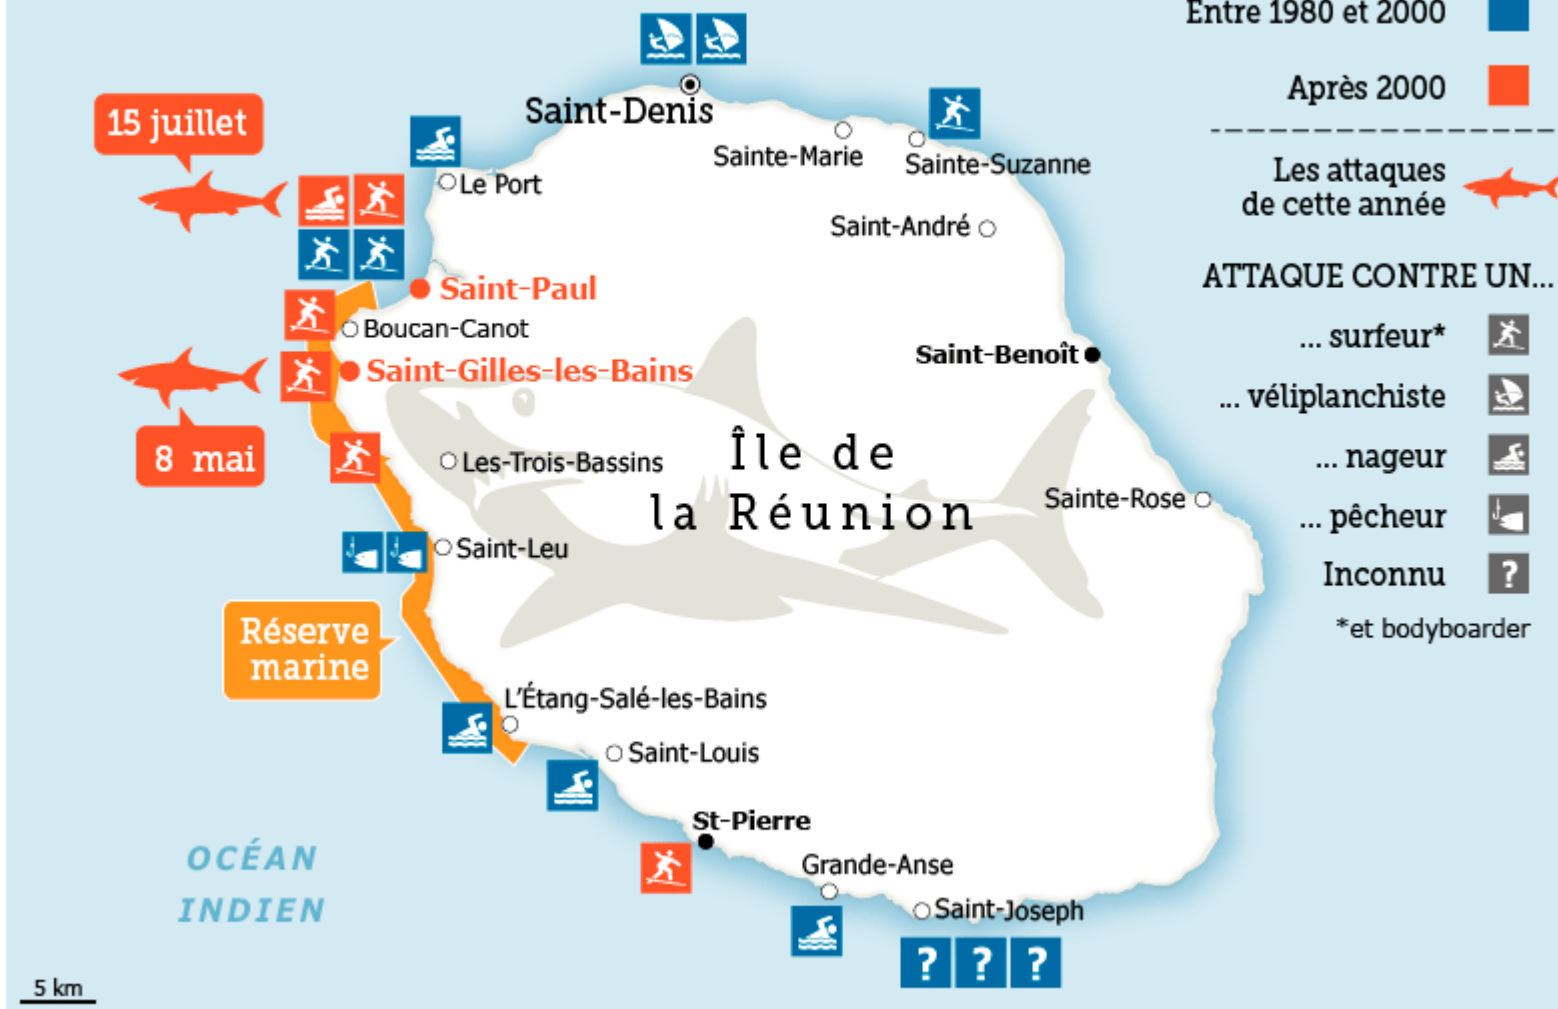 Entre 1980 et 2000
Après 2000
Les attaques
de cette année
ATTAQUE CONTRE UN...
... surfeur*
... véliplanchiste
... nageur
... pêcheur
Inconnu
?
*et bodyboarder
15 juillet
Saint-Denis
Sainte-Marie
Sainte-Suzanne
Le Port
Saint-André
Saint-Paul
Boucan-Canot
Saint-Benoît
Saint-Gilles-les-Bains
8 mai
Les-Trois-Bassins
Île de
la Réunion
Sainte-Rose
Saint-Leu
Réserve
marine
L'Étang-Salé-les-Bains
Saint-Louis
St-Pierre
Grande-Anse
Saint-Joseph
? ? ?
OCÉAN
INDIEN
5 km